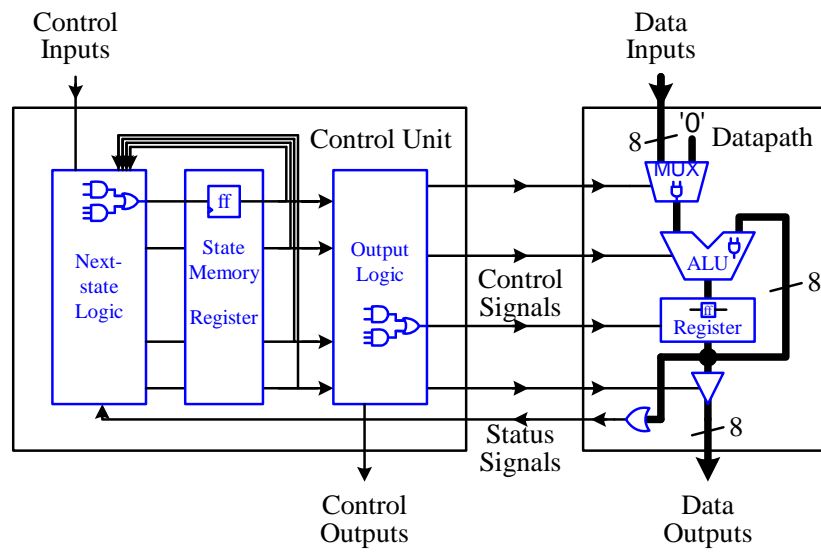 Control
Inputs
Data
Inputs
Control Unit
8
'0'
Datapath
MUX
ff
Next-
state
Logic
State
Memory
Register
Output
Logic
ALU
Control
Signals
8
ff
Register
Status
Signals
8
Control
Outputs
Data
Outputs